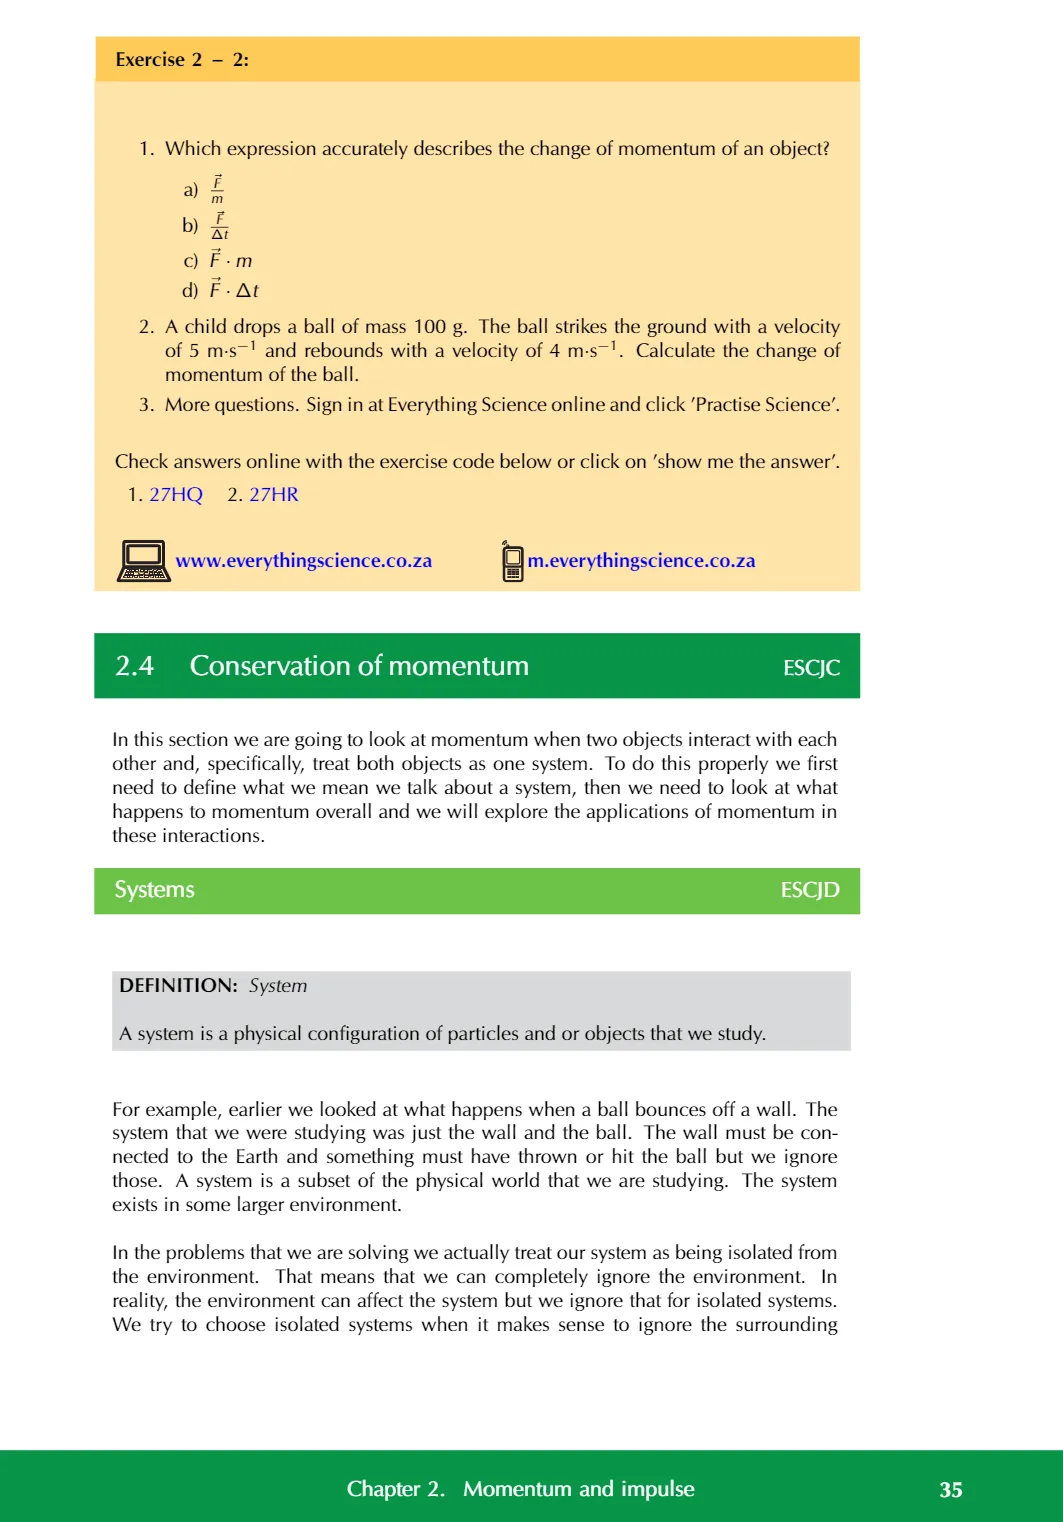 Exercise 2 – 2:
1. Which expression accurately describes the change of momentum of an object?
a) $\frac{\vec{F}}{m}$
b) $\frac{\vec{F}}{\Delta t}$
c) $\vec{F} \cdot m$
d) $\vec{F} \cdot \Delta t$
2. A child drops a ball of mass 100 g. The ball strikes the ground with a velocity
of 5 m·s⁻¹ and rebounds with a velocity of 4 m·s⁻¹. Calculate the change of
momentum of the ball.
3. More questions. Sign in at Everything Science online and click ’Practise Science’.
Check answers online with the exercise code below or click on ’show me the answer’.
1. 27HQ 2. 27HR
www.everythingscience.co.za m.everythingscience.co.za
2.4 Conservation of momentum ESCJC
In this section we are going to look at momentum when two objects interact with each
other and, specifically, treat both objects as one system. To do this properly we first
need to define what we mean we talk about a system, then we need to look at what
happens to momentum overall and we will explore the applications of momentum in
these interactions.
Systems ESCJD
DEFINITION: System
A system is a physical configuration of particles and or objects that we study.
For example, earlier we looked at what happens when a ball bounces off a wall. The
system that we were studying was just the wall and the ball. The wall must be con-
nected to the Earth and something must have thrown or hit the ball but we ignore
those. A system is a subset of the physical world that we are studying. The system
exists in some larger environment.
In the problems that we are solving we actually treat our system as being isolated from
the environment. That means that we can completely ignore the environment. In
reality, the environment can affect the system but we ignore that for isolated systems.
We try to choose isolated systems when it makes sense to ignore the surrounding
Chapter 2. Momentum and impulse 35